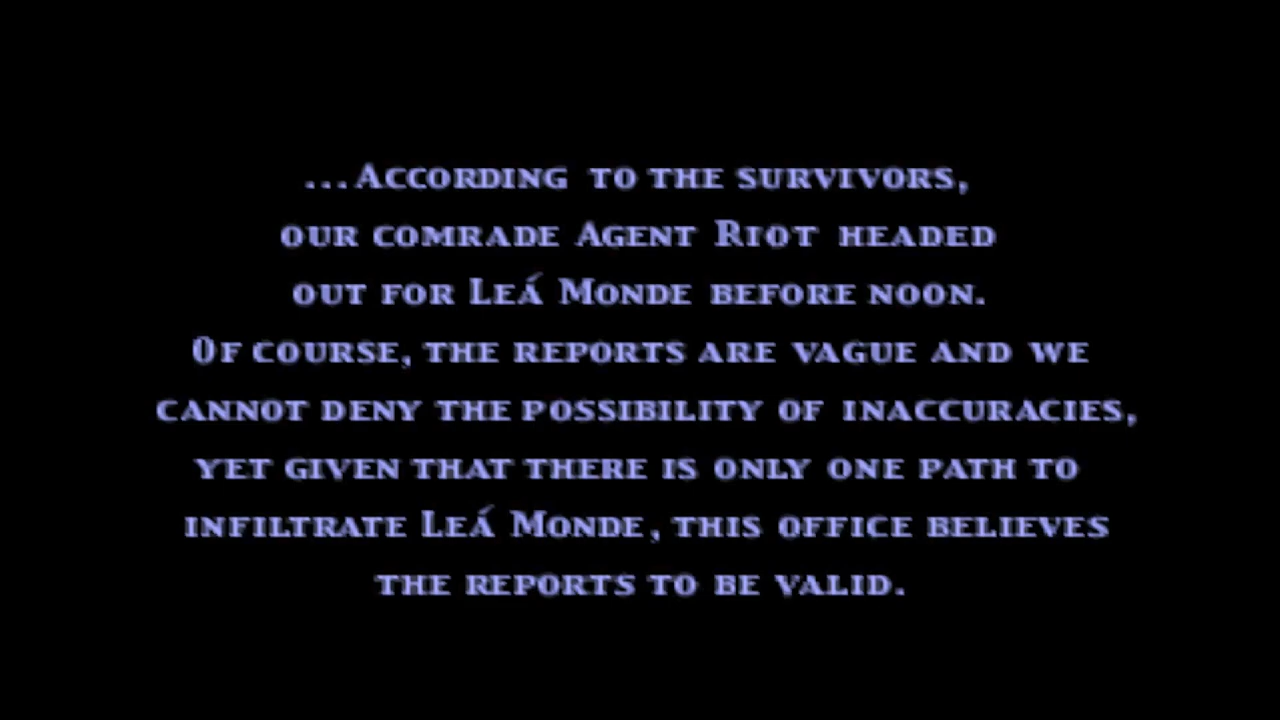 ...According to the survivors,
our comrade Agent Riot headed
out for Leá Monde before noon.
Of course, the reports are vague and we
cannot deny the possibility of inaccuracies,
yet given that there is only one path to
infiltrate Leá Monde, this office believes
the reports to be valid.